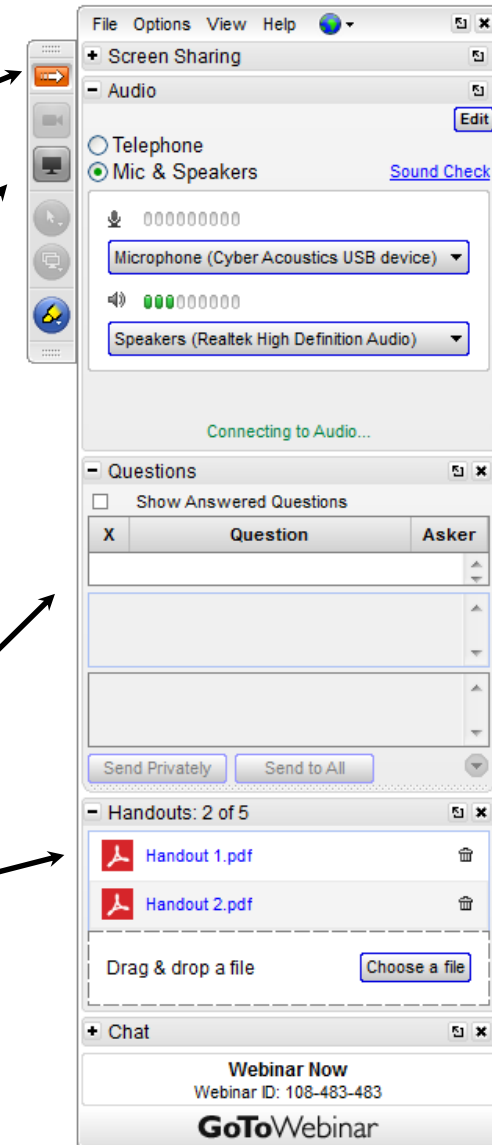 File Options View Help
Screen Sharing
Audio
Edit
Telephone
Mic & Speakers Sound Check
000000000
Microphone (Cyber Acoustics USB device)
000000000
Speakers (Realtek High Definition Audio)
Connecting to Audio...
Questions
Show Answered Questions
X Question Asker
Send Privately Send to All
Handouts: 2 of 5
Handout 1.pdf
Handout 2.pdf
Drag & drop a file Choose a file
Chat
Webinar Now
Webinar ID: 108-483-483
GoToWebinar